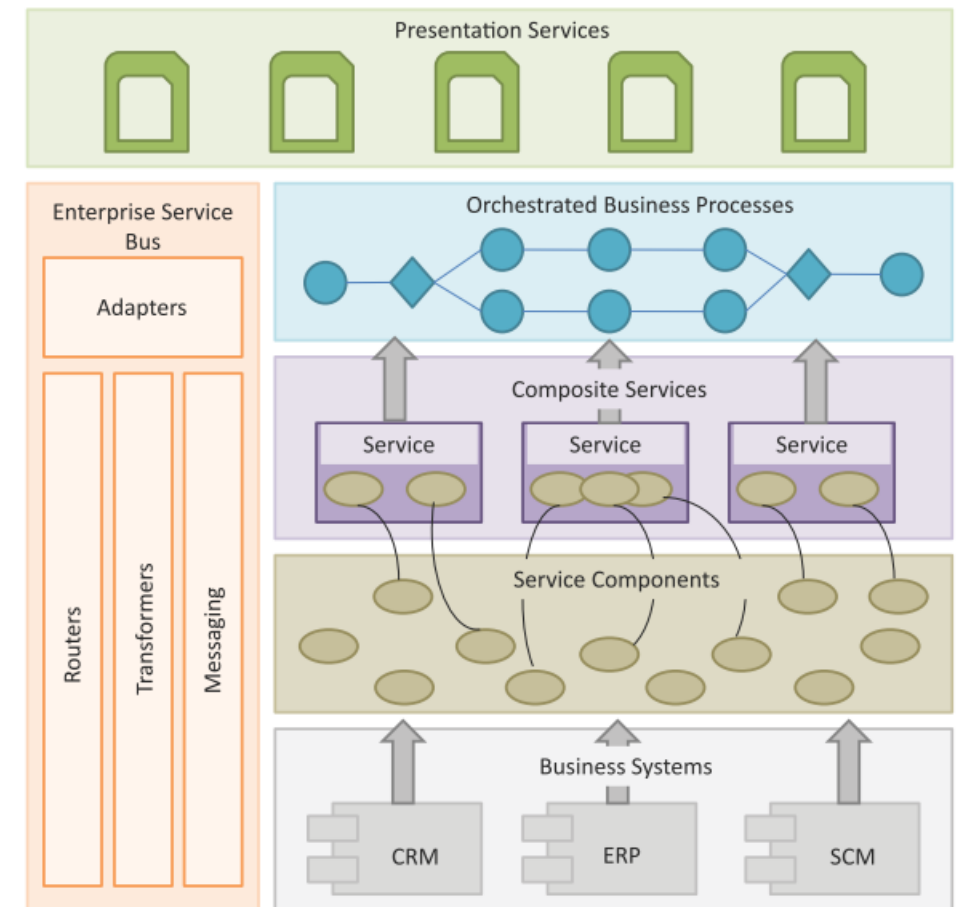 Presentation Services
Enterprise Service
Bus
Adapters
Routers
Transformers
Messaging
Orchestrated Business Processes
Composite Services
Service
Service
Service
Service Components
Business Systems
CRM
ERP
SCM